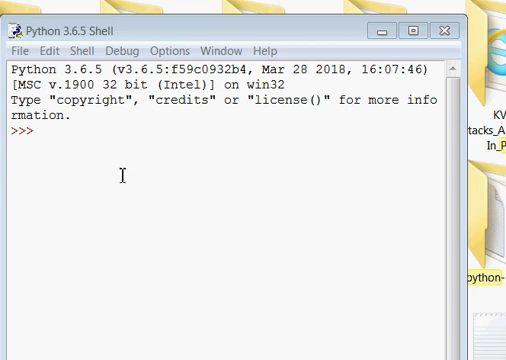 Python 3.6.5 Shell
File Edit Shell Debug Options Window Help
Python 3.6.5 (v3.6.5:f59c0932b4, Mar 28 2018, 16:07:46)
[MSC v.1900 32 bit (Intel)] on win32
Type "copyright", "credits" or "license()" for more info
rmation.
>>>
KV
tacks_A
In_P
python-